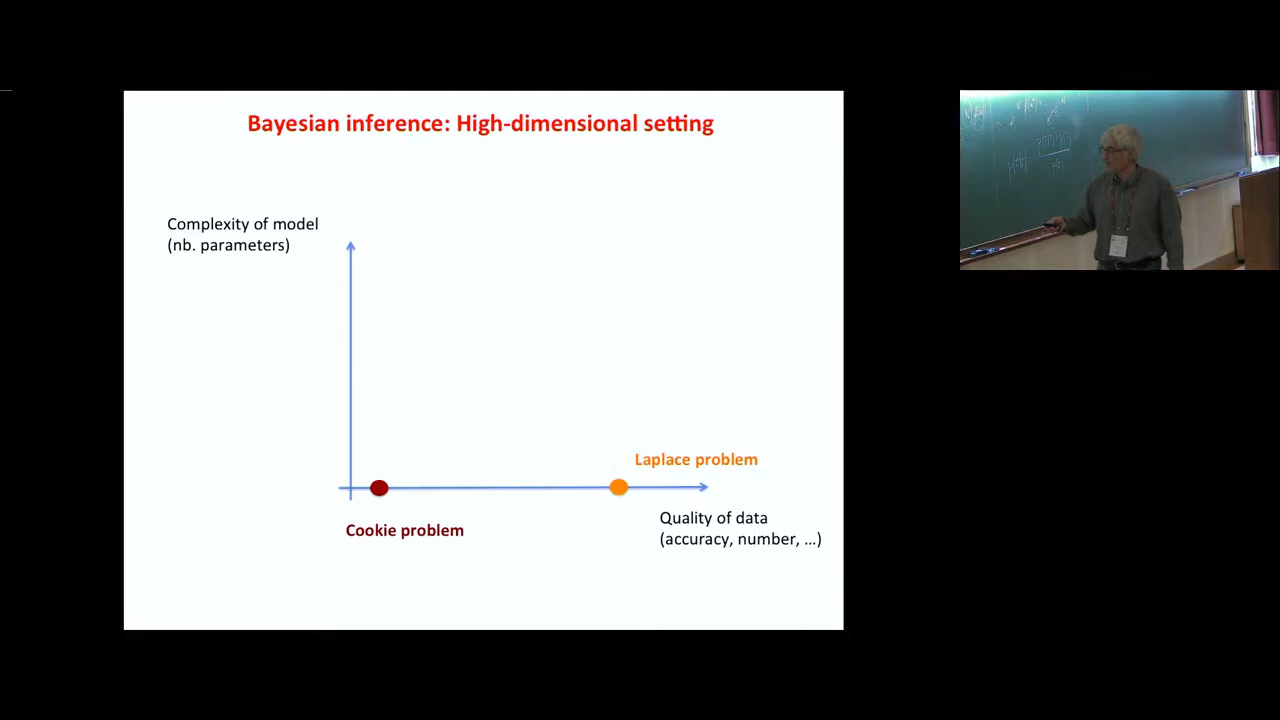 Bayesian inference: High-dimensional setting
Complexity of model
(nb. parameters)
Laplace problem
Quality of data
(accuracy, number, …)
Cookie problem